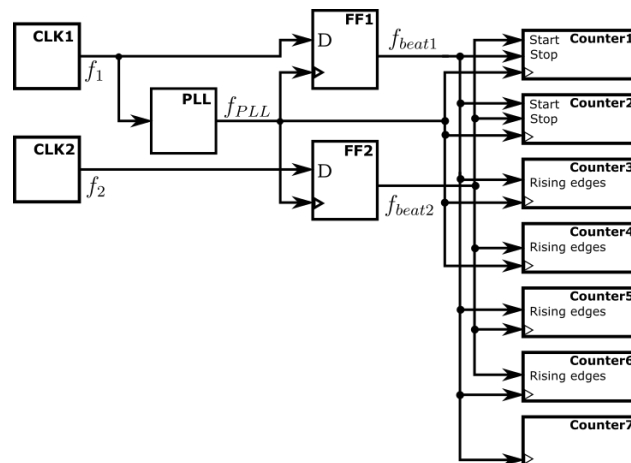 CLK1
f1
PLL
fPLL
CLK2
f2
FF1
D
fbeat1
FF2
D
fbeat2
Counter1
Start
Stop
Counter2
Start
Stop
Counter3
Rising edges
Counter4
Rising edges
Counter5
Rising edges
Counter6
Rising edges
Counter7